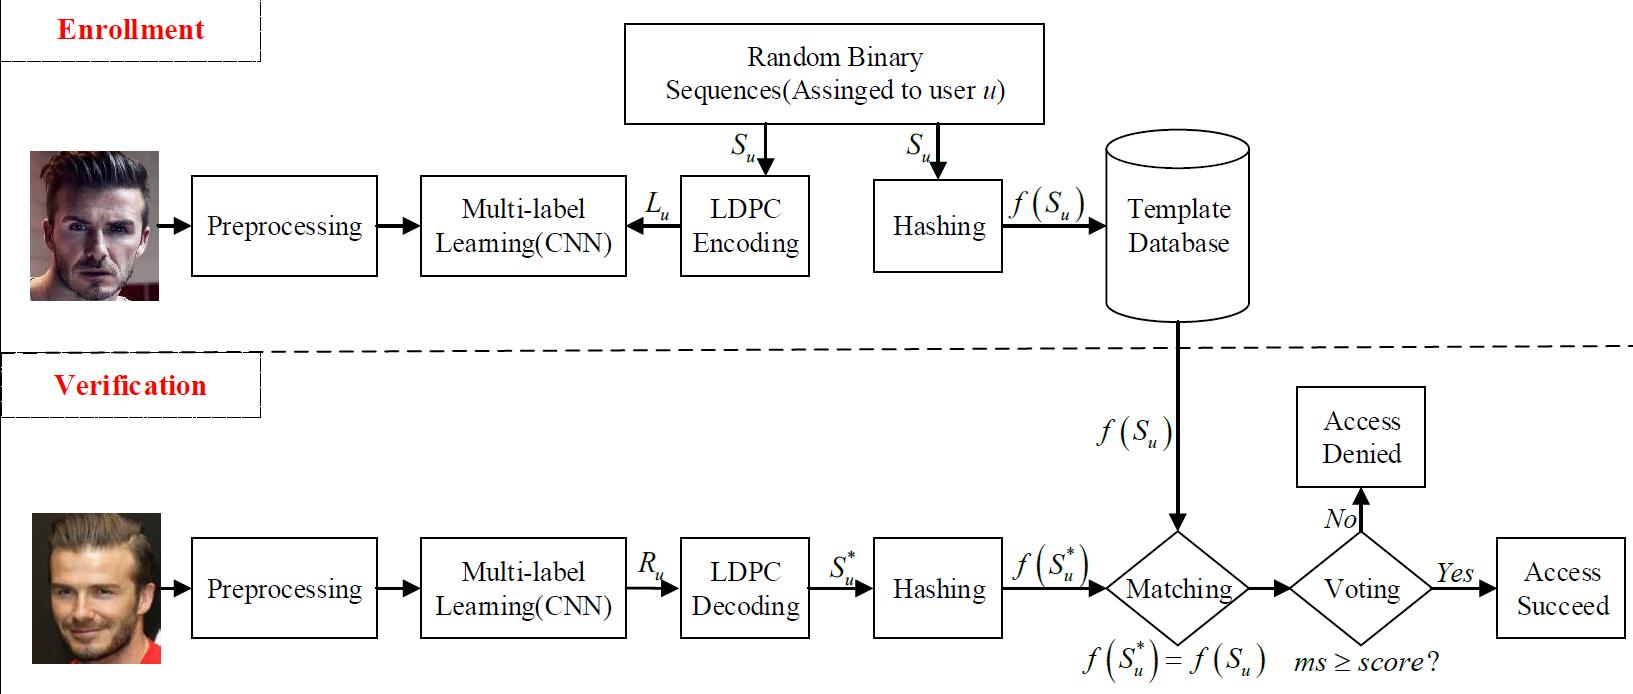 Enrollment
Random Binary
Sequences(Assinged to user u)
S_u
S_u
Preprocessing
Multi-label
Learning(CNN)
L_u
LDPC
Encoding
Hashing
f(S_u)
Template
Database
Verification
f(S_u)
Access
Denied
No
Preprocessing
Multi-label
Learning(CNN)
R_u
LDPC
Decoding
S_u^*
Hashing
f(S_u^*)
Matching
Voting
Yes
Access
Succeed
f(S_u^*) = f(S_u)
ms ≥ score?